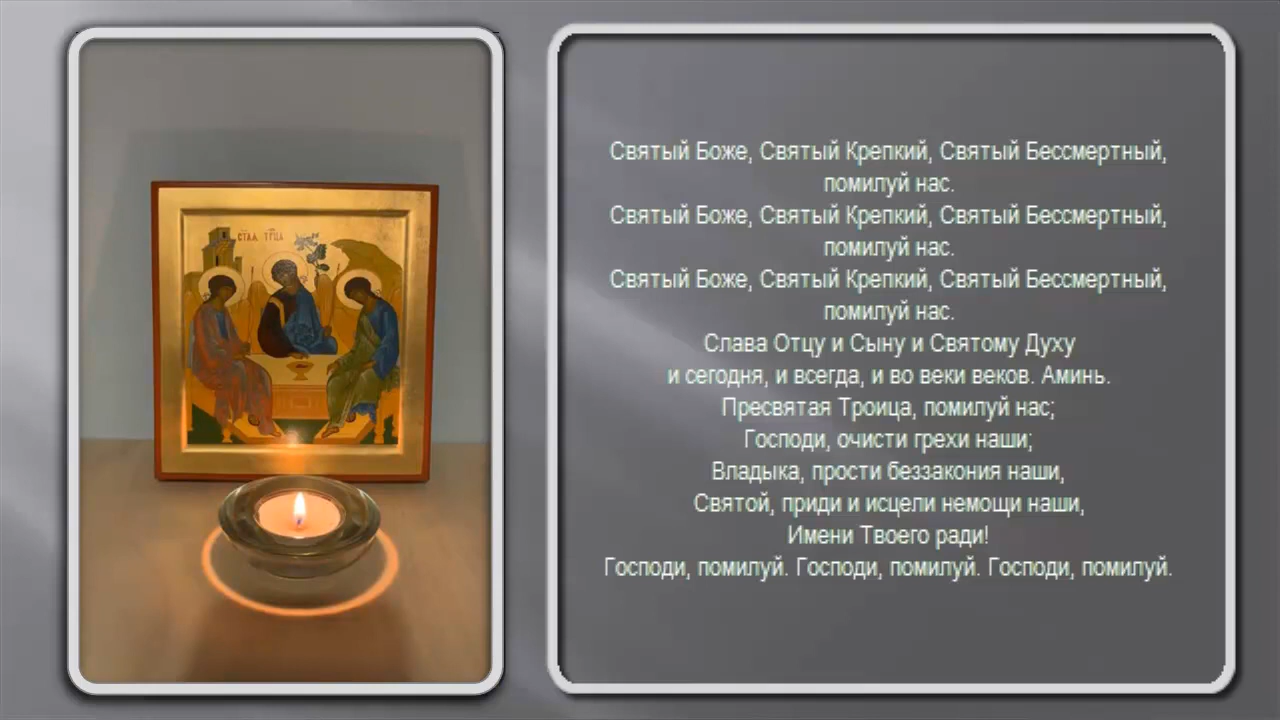 СТАЯ ТРЦА
Святый Боже, Святый Крепкий, Святый Бессмертный,
помилуй нас.
Святый Боже, Святый Крепкий, Святый Бессмертный,
помилуй нас.
Святый Боже, Святый Крепкий, Святый Бессмертный,
помилуй нас.
Слава Отцу и Сыну и Святому Духу
и сегодня, и всегда, и во веки веков. Аминь.
Пресвятая Троица, помилуй нас;
Господи, очисти грехи наши;
Владыка, прости беззакония наши,
Святой, приди и исцели немощи наши,
Имени Твоего ради!
Господи, помилуй. Господи, помилуй. Господи, помилуй.